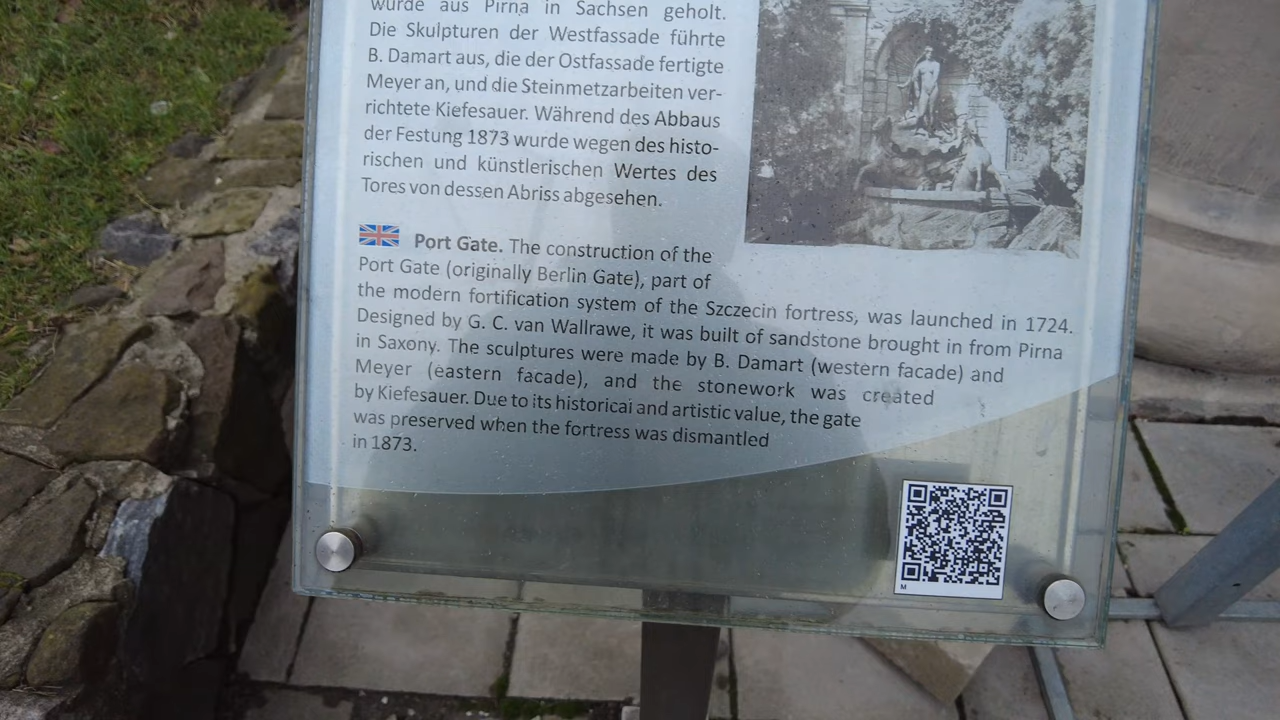 wurde aus Pirna in Sachsen geholt.
Die Skulpturen der Westfassade führte
B. Damart aus, die der Ostfassade fertigte
Meyer an, und die Steinmetzarbeiten ver-
richtete Kiefesauer. Während des Abbaus
der Festung 1873 wurde wegen des histo-
rischen und künstlerischen Wertes des
Tores von dessen Abriss abgesehen.
Port Gate. The construction of the
Port Gate (originally Berlin Gate), part of
the modern fortification system of the Szczecin fortress, was launched in 1724.
Designed by G. C. van Wallrawe, it was built of sandstone brought in from Pirna
in Saxony. The sculptures were made by B. Damart (western facade) and
Meyer (eastern facade), and the stonework was created
by Kiefesauer. Due to its historical and artistic value, the gate
was preserved when the fortress was dismantled
in 1873.
M